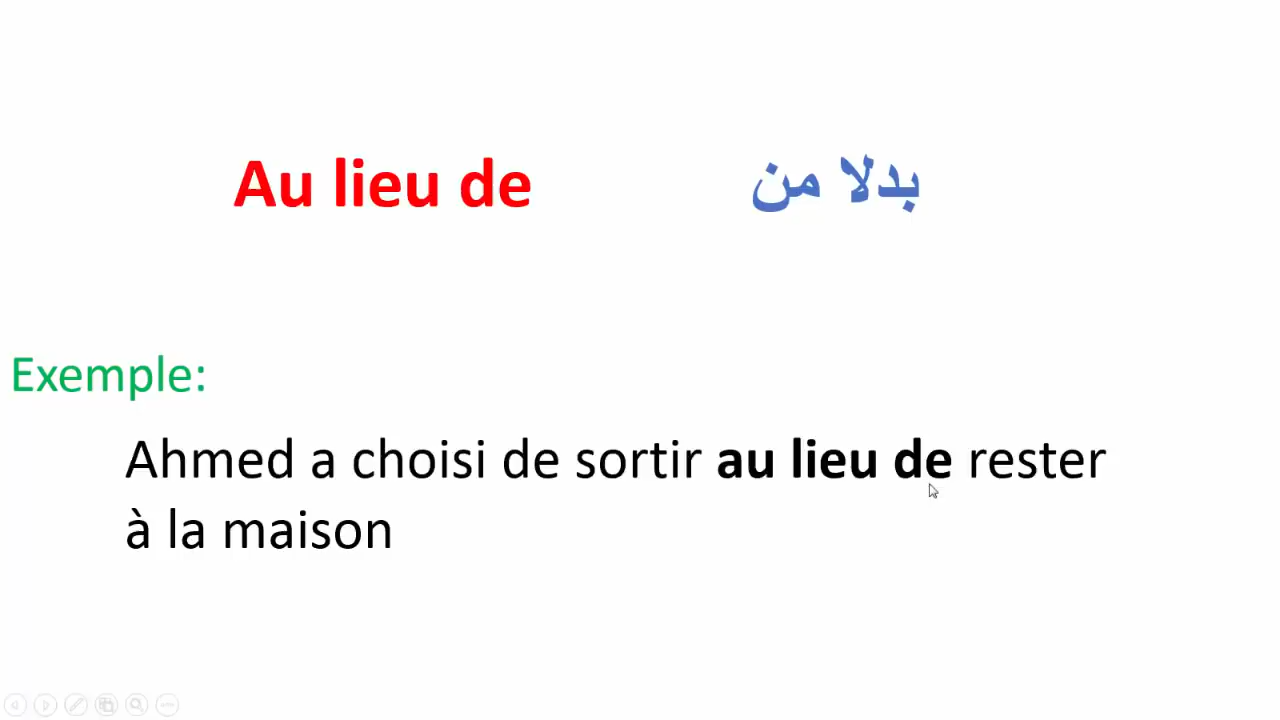 Au lieu de بدلا من
Exemple:
Ahmed a choisi de sortir au lieu de rester
à la maison